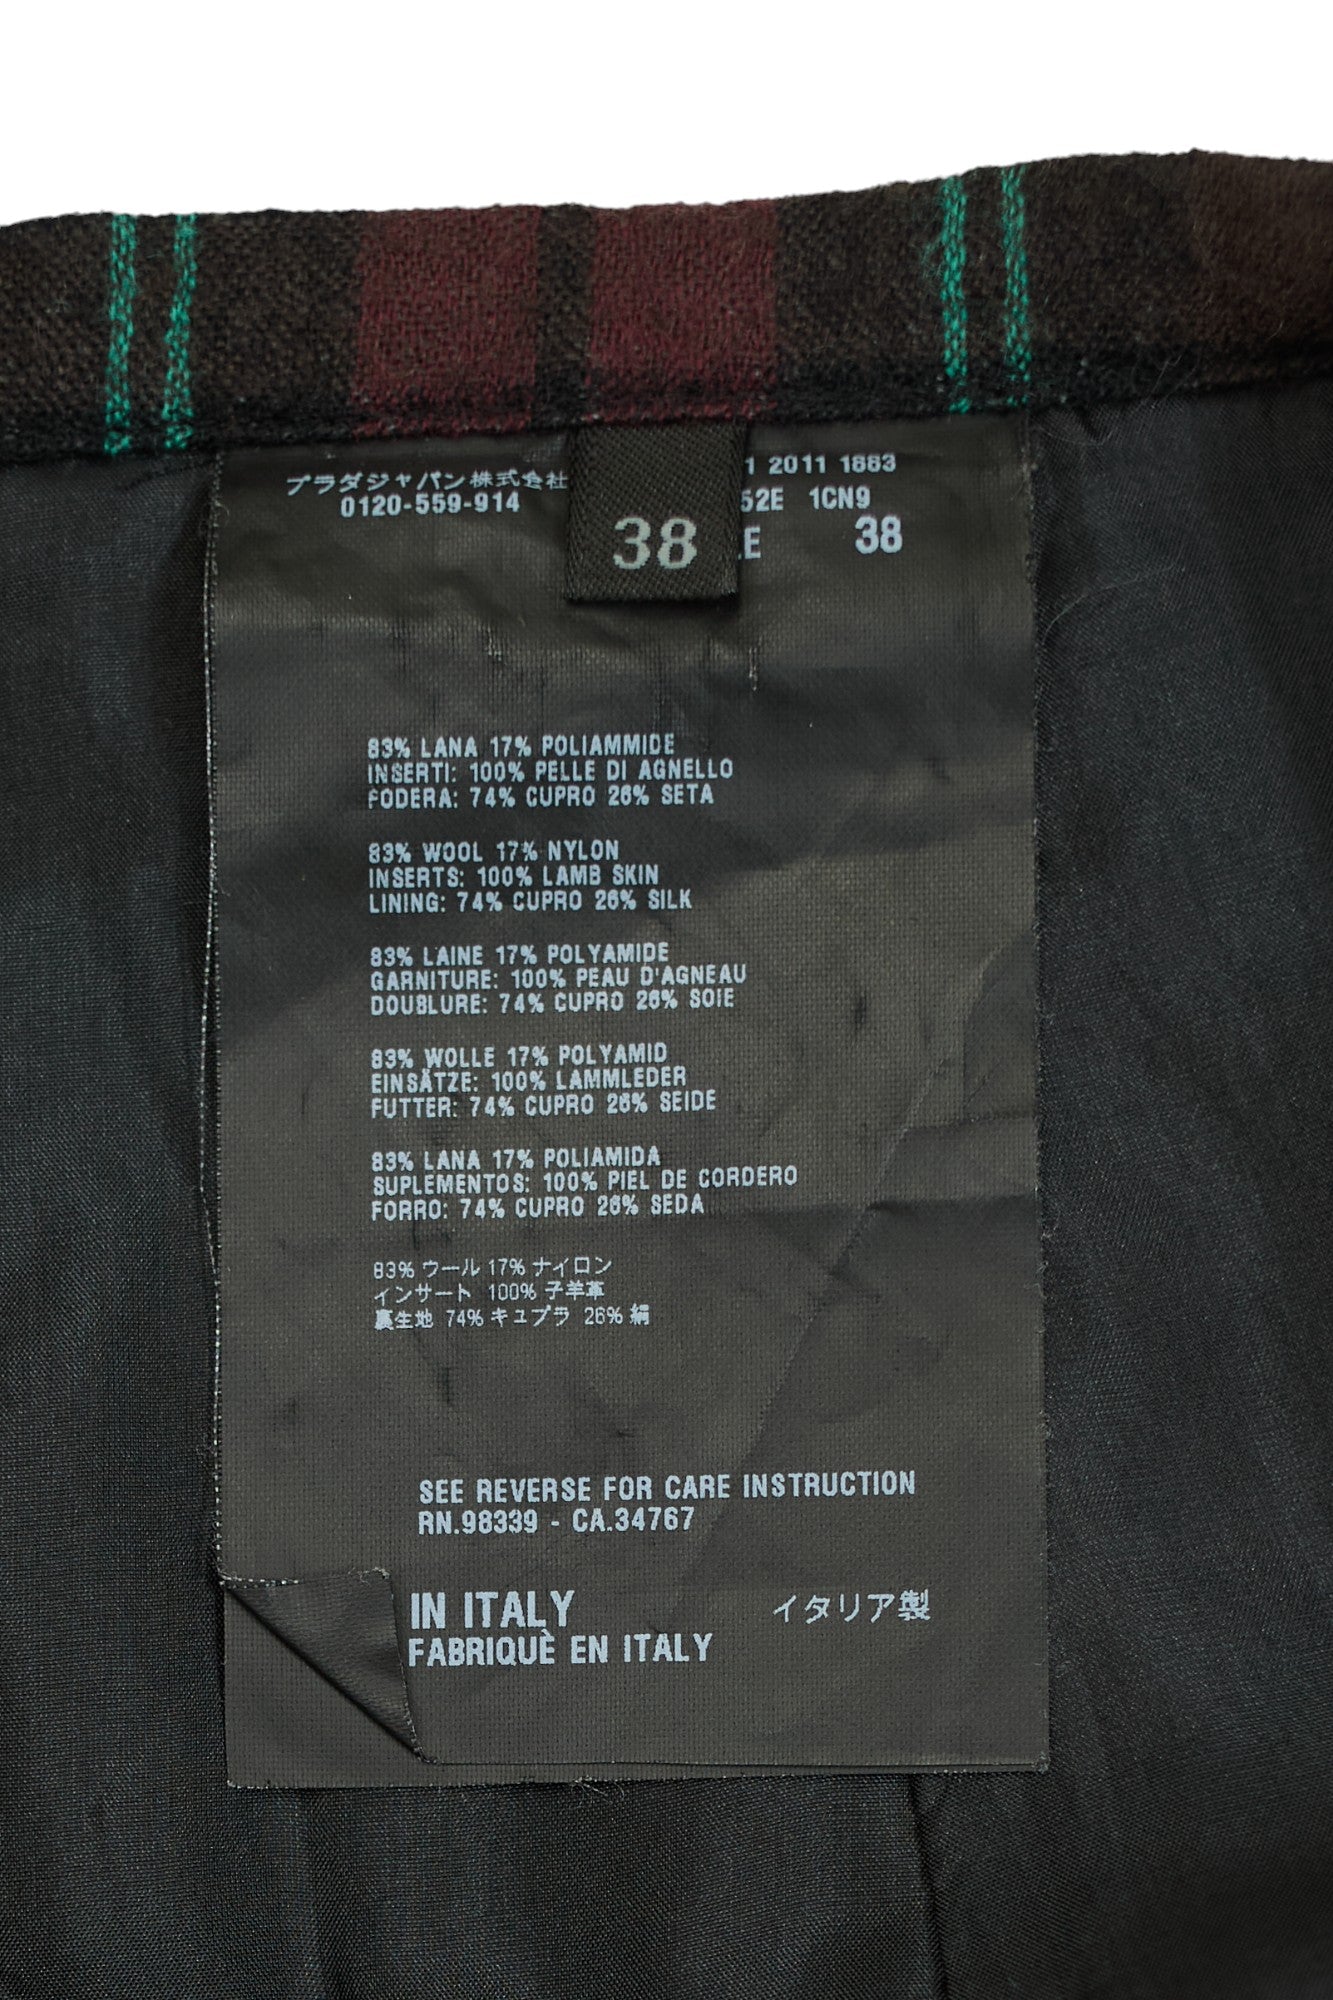 プラダジャパン株式会社
0120-559-914
38
1 2011 1883
52E 1CN9
E 38
83% LANA 17% POLIAMMIDE
INSERTI: 100% PELLE DI AGNELLO
FODERA: 74% CUPRO 26% SETA
83% WOOL 17% NYLON
INSERTS: 100% LAMB SKIN
LINING: 74% CUPRO 26% SILK
83% LAINE 17% POLYAMIDE
GARNITURE: 100% PEAU D'AGNEAU
DOUBLURE: 74% CUPRO 26% SOIE
83% WOLLE 17% POLYAMID
EINSÄTZE: 100% LAMMLEDER
FUTTER: 74% CUPRO 26% SEIDE
83% LANA 17% POLIAMIDA
SUPLEMENTOS: 100% PIEL DE CORDERO
FORRO: 74% CUPRO 26% SEDA
83% ウール 17% ナイロン
インサート 100% 子羊革
裏生地 74% キュプラ 26% 絹
SEE REVERSE FOR CARE INSTRUCTION
RN.98339 - CA.34767
IN ITALY イタリア製
FABRIQUÈ EN ITALY